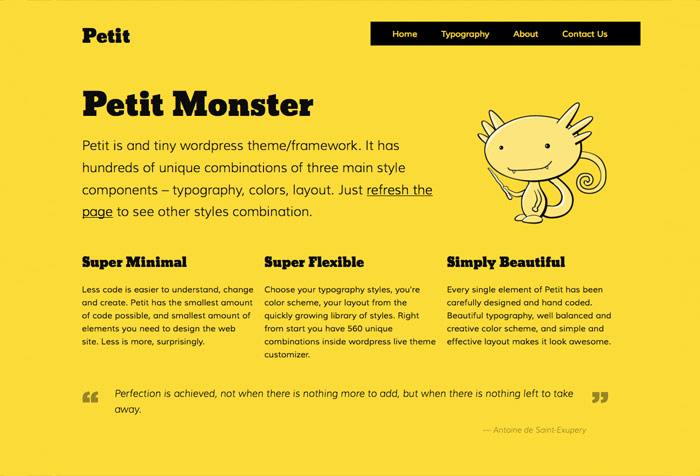 Petit
Home Typography About Contact Us
Petit Monster
Petit is and tiny wordpress theme/framework. It has
hundreds of unique combinations of three main style
components – typography, colors, layout. Just refresh the
page to see other styles combination.
Super Minimal
Less code is easier to understand, change
and create. Petit has the smallest amount
of code possible, and smallest amount of
elements you need to design the web
site. Less is more, surprisingly.
Super Flexible
Choose your typography styles, you're
color scheme, your layout from the
quickly growing library of styles. Right
from start you have 560 unique
combinations inside wordpress live theme
customizer.
Simply Beautiful
Every single element of Petit has been
carefully designed and hand coded.
Beautiful typography, well balanced and
creative color scheme, and simple and
effective layout makes it look awesome.
“ Perfection is achieved, not when there is nothing more to add, but when there is nothing left to take ”
away.
— Antoine de Saint-Exupery